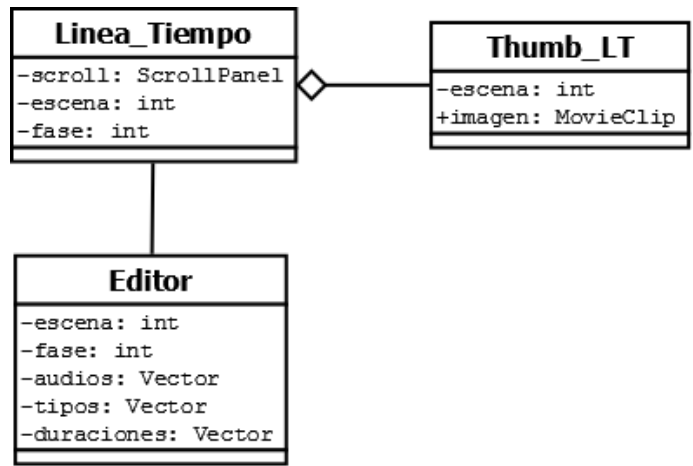 Linea_Tiempo
-scroll: ScrollPanel
-escena: int
-fase: int
Thumb_LT
-escena: int
+imagen: MovieClip
Editor
-escena: int
-fase: int
-audios: Vector
-tipos: Vector
-duraciones: Vector